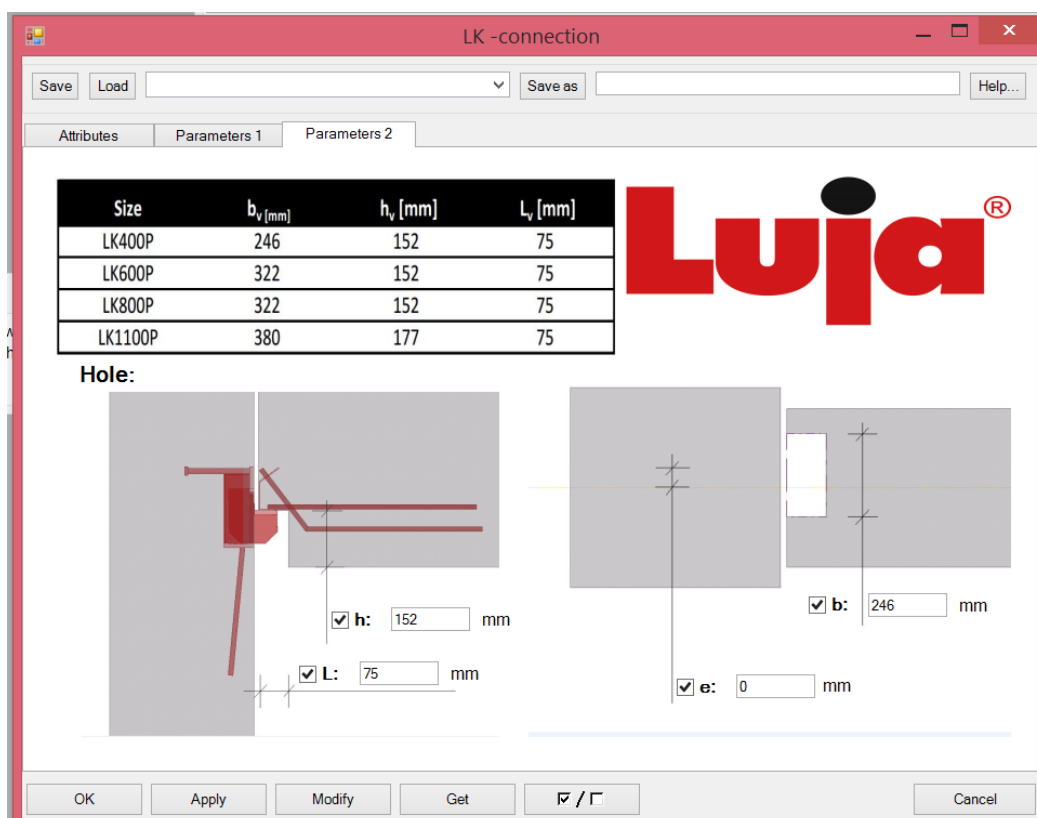 LK -connection
Save Load Save as Help...
Attributes Parameters 1 Parameters 2
Size bv [mm] hv [mm] Lv [mm]
LK400P 246 152 75
LK600P 322 152 75
LK800P 322 152 75
LK1100P 380 177 75
Luja®
Hole:
h: 152 mm
L: 75 mm
b: 246 mm
e: 0 mm
OK Apply Modify Get / Cancel